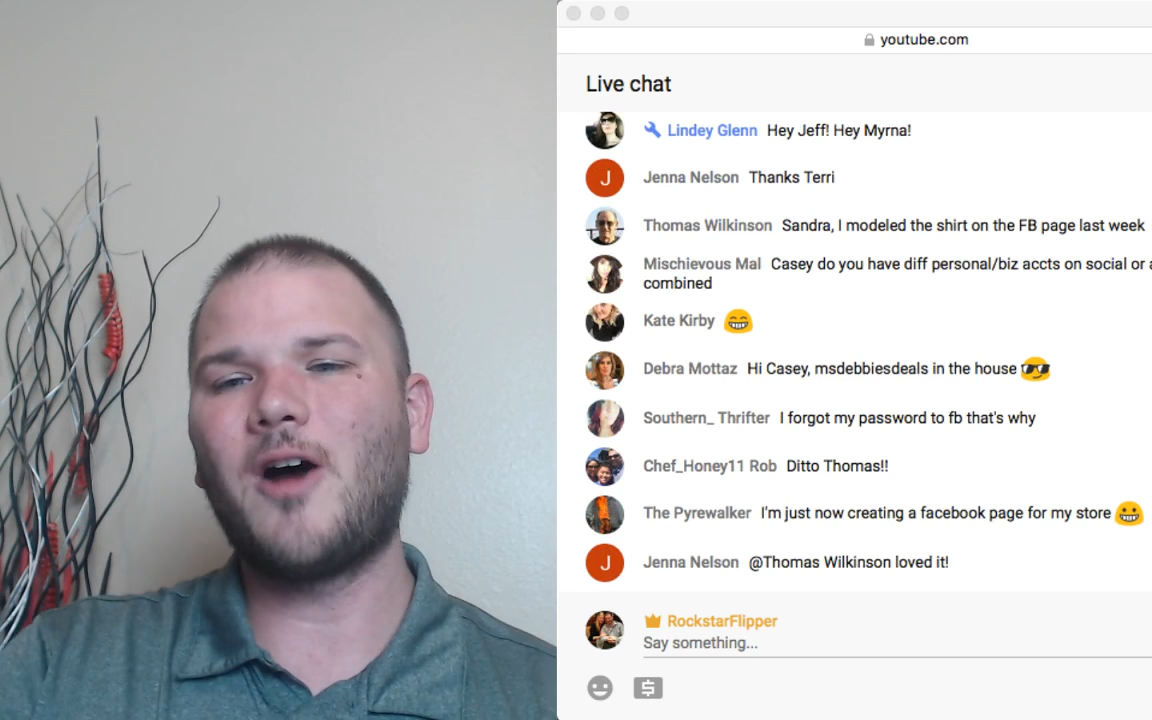 youtube.com
Live chat
Lindey Glenn Hey Jeff! Hey Myrna!
J Jenna Nelson Thanks Terri
Thomas Wilkinson Sandra, I modeled the shirt on the FB page last week
Mischievous Mal Casey do you have diff personal/biz accts on social or a
combined
Kate Kirby 😁
Debra Mottaz Hi Casey, msdebbiesdeals in the house 😎
Southern_ Thrifter I forgot my password to fb that's why
Chef_Honey11 Rob Ditto Thomas!!
The Pyrewalker I'm just now creating a facebook page for my store 😀
J Jenna Nelson @Thomas Wilkinson loved it!
RockstarFlipper
Say something...
$